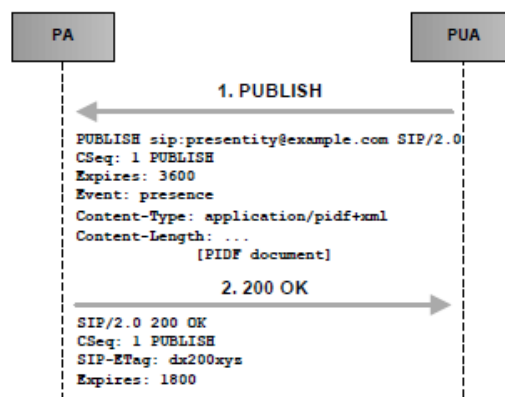 PA
PUA
1. PUBLISH
PUBLISH sip:presentity@example.com SIP/2.0
CSeq: 1 PUBLISH
Expires: 3600
Event: presence
Content-Type: application/pidf+xml
Content-Length: ...
[PIDF document]
2. 200 OK
SIP/2.0 200 OK
CSeq: 1 PUBLISH
SIP-ETag: dx200xys
Expires: 1800